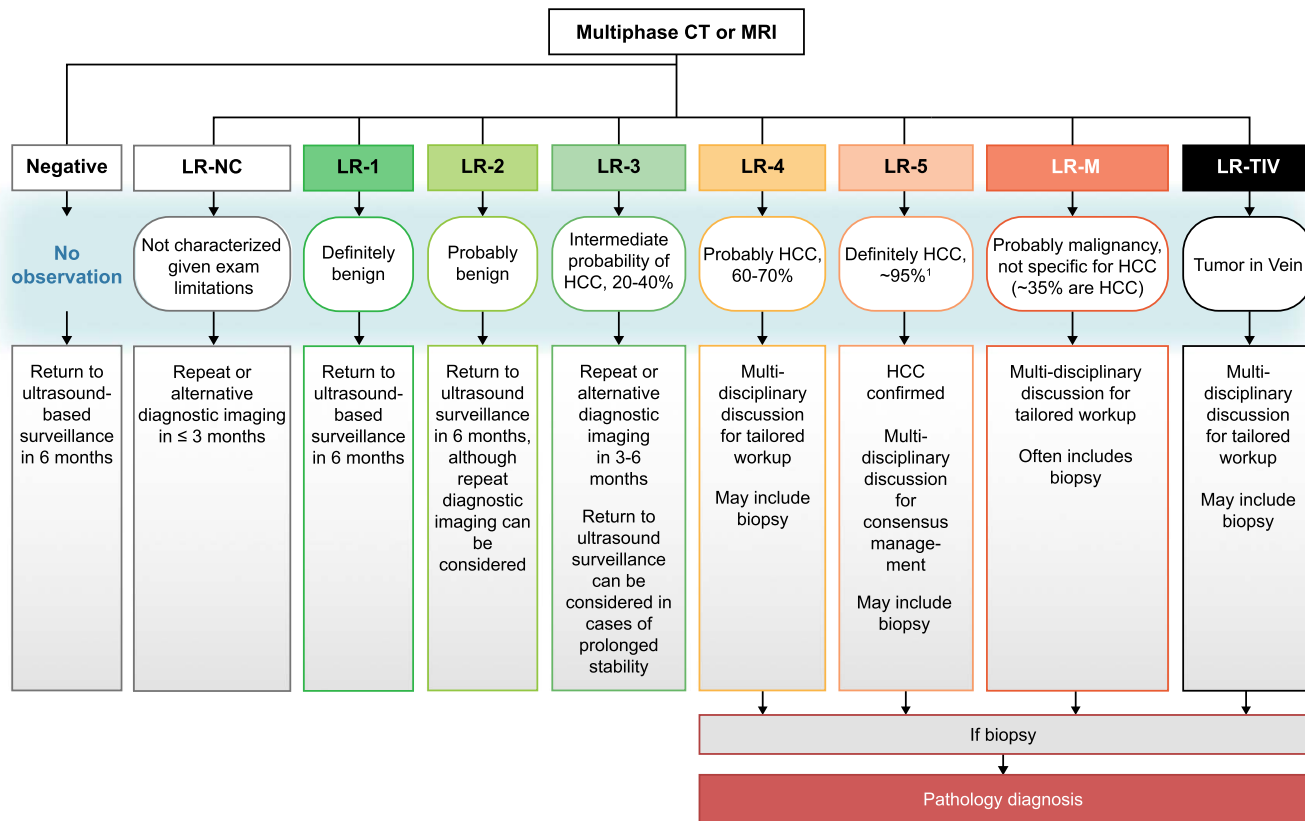 Multiphase CT or MRI
Negative
LR-NC
LR-1
LR-2
LR-3
LR-4
LR-5
LR-M
LR-TIV
No
observation
Not characterized
given exam
limitations
Definitely
benign
Probably
benign
Intermediate
probability of
HCC, 20-40%
Probably HCC,
60-70%
Definitely HCC,
~95%¹
Probably malignancy,
not specific for HCC
(~35% are HCC)
Tumor in Vein
Return to
ultrasound-
based
surveillance
in 6 months
Repeat or
alternative
diagnostic imaging
in ≤ 3 months
Return to
ultrasound-
based
surveillance
in 6 months
Return to
ultrasound
surveillance
in 6 months,
although
repeat
diagnostic
imaging can
be
considered
Repeat or
alternative
diagnostic
imaging
in 3-6
months
Return to
ultrasound
surveillance
can be
considered in
cases of
prolonged
stability
Multi-
disciplinary
discussion
for tailored
workup
May include
biopsy
HCC
confirmed
Multi-
disciplinary
discussion
for
consensus
manage-
ment
May include
biopsy
Multi-disciplinary
discussion for
tailored workup
Often includes
biopsy
Multi-
disciplinary
discussion
for tailored
workup
May include
biopsy
If biopsy
Pathology diagnosis